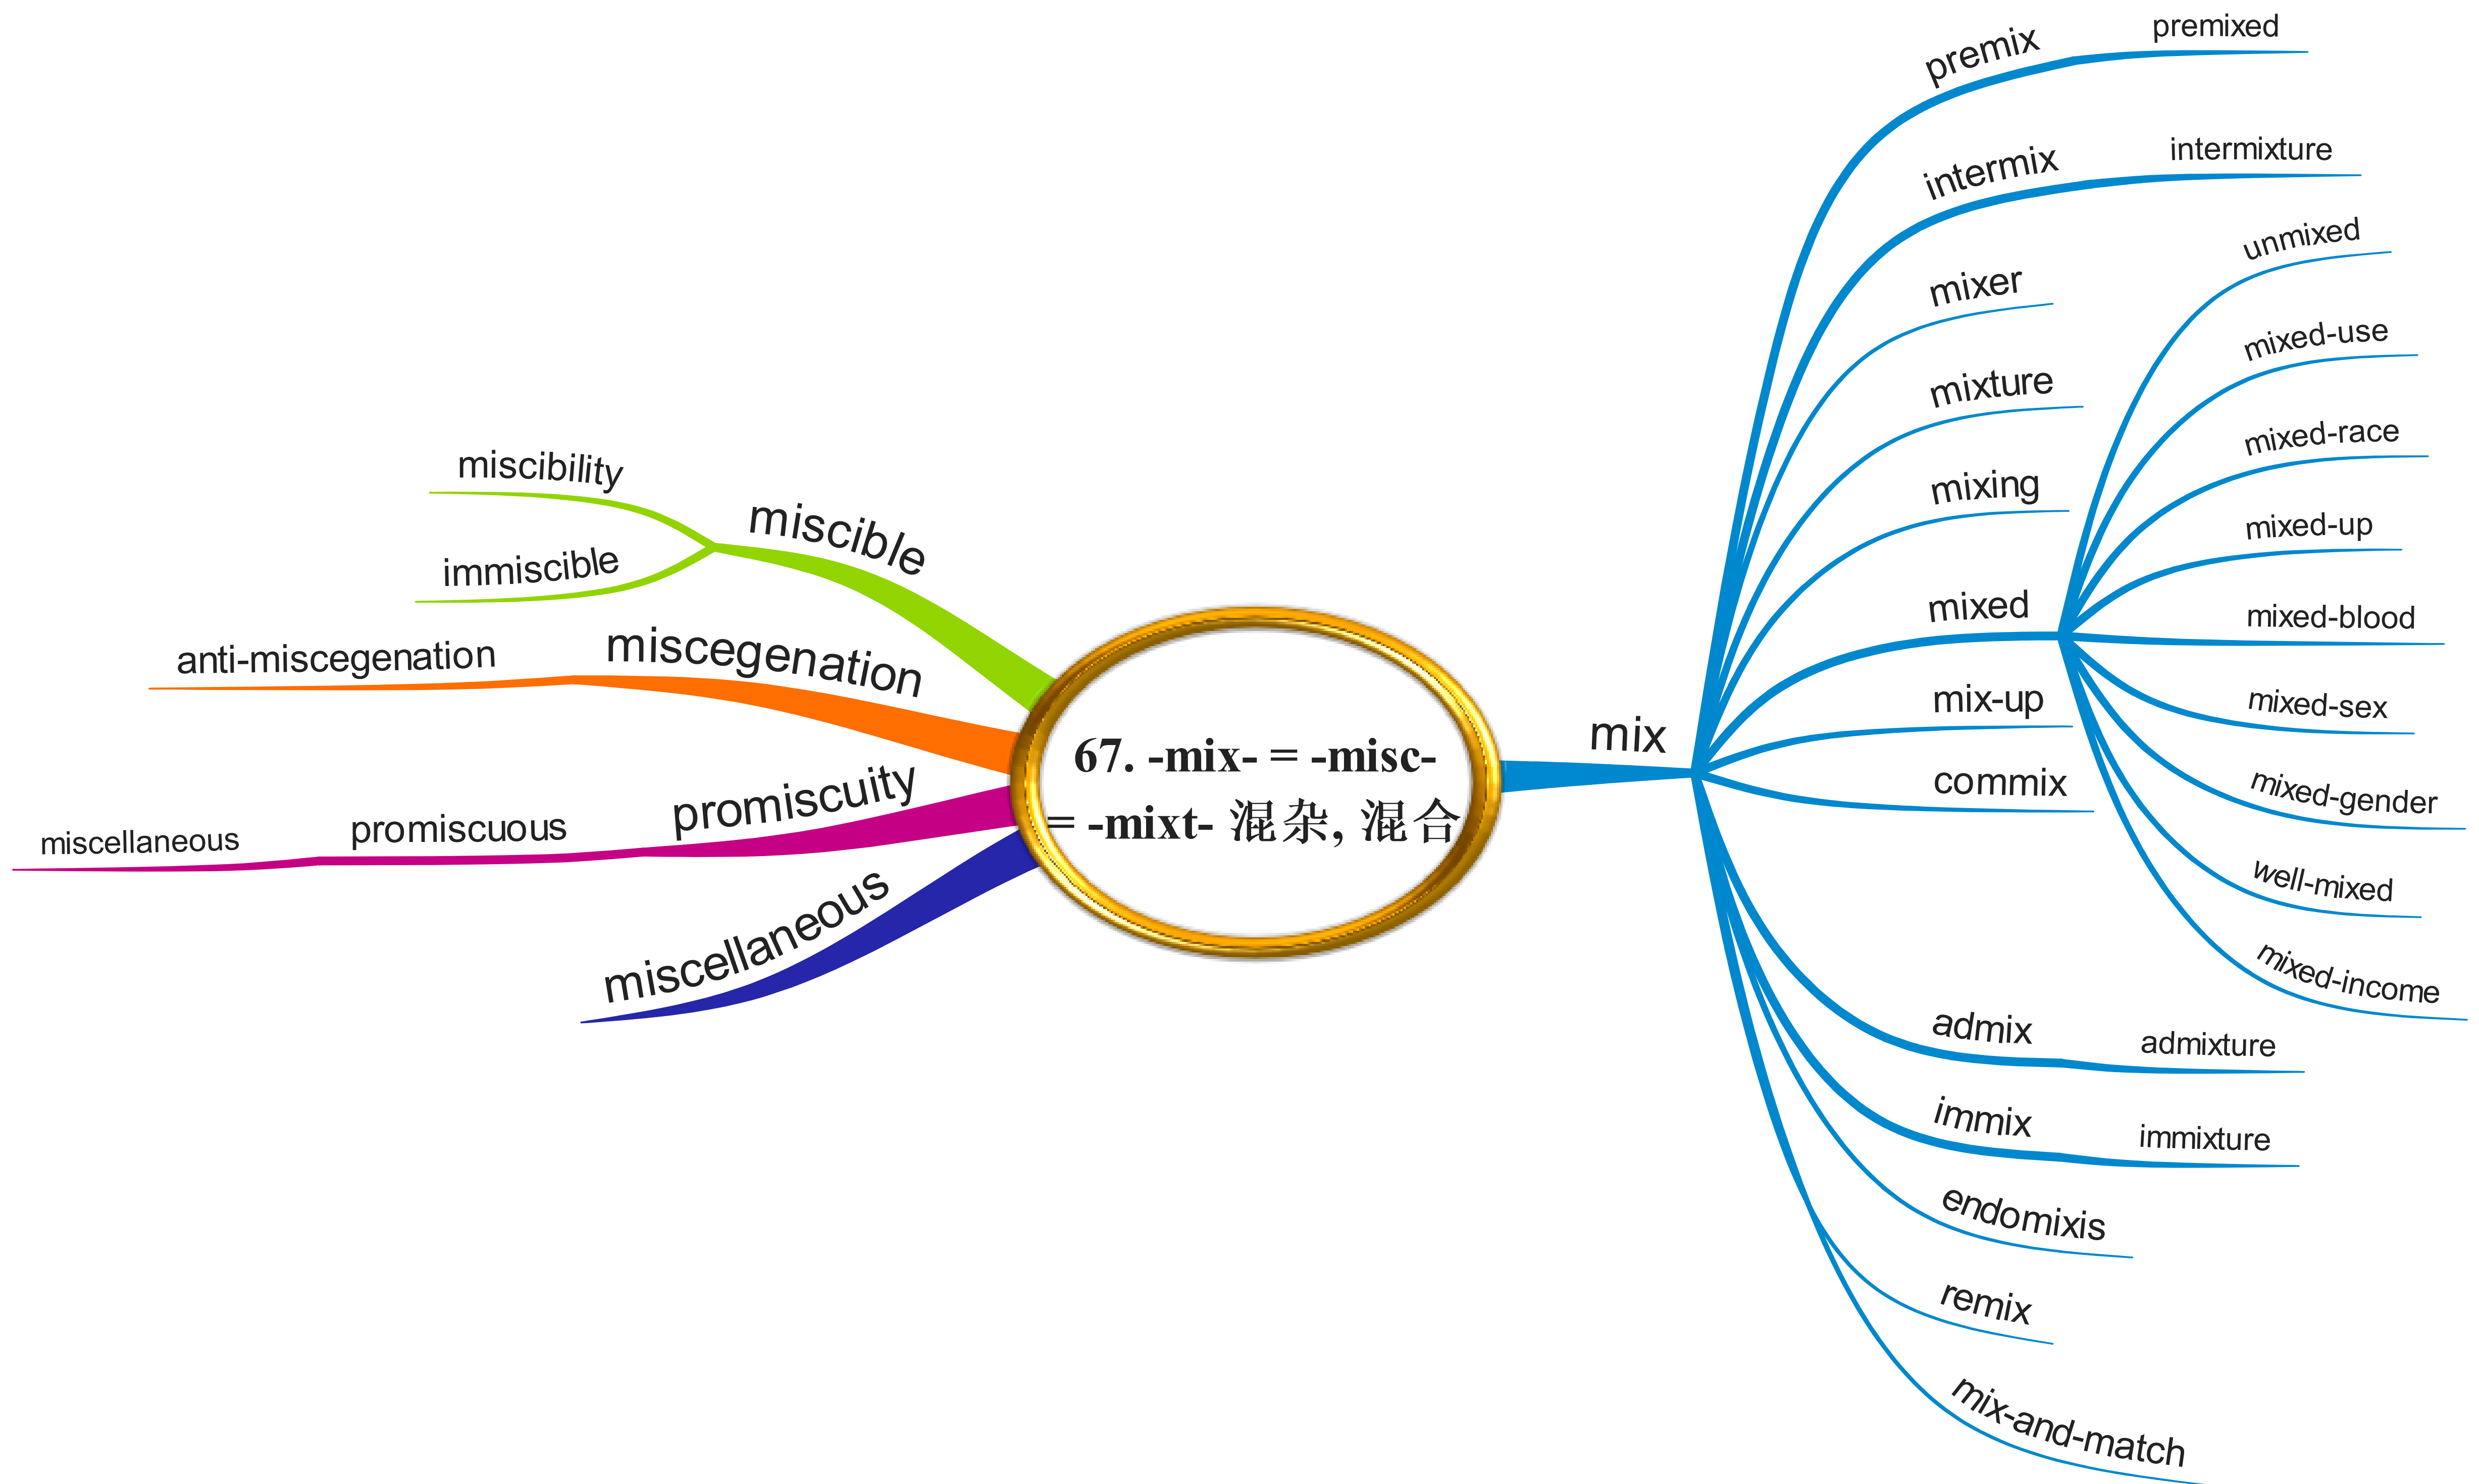 67. -mix- = -misc-
= -mixt- 混杂, 混合
mix
premix
premixed
intermix
intermixture
mixer
mixture
mixing
mixed
unmixed
mixed-use
mixed-race
mixed-up
mixed-blood
mixed-sex
mixed-gender
well-mixed
mixed-income
mix-up
commix
admix
admixture
immix
immixture
endomixis
remix
mix-and-match
miscible
miscibility
immiscible
miscegenation
anti-miscegenation
promiscuity
promiscuous
miscellaneous
miscellaneous